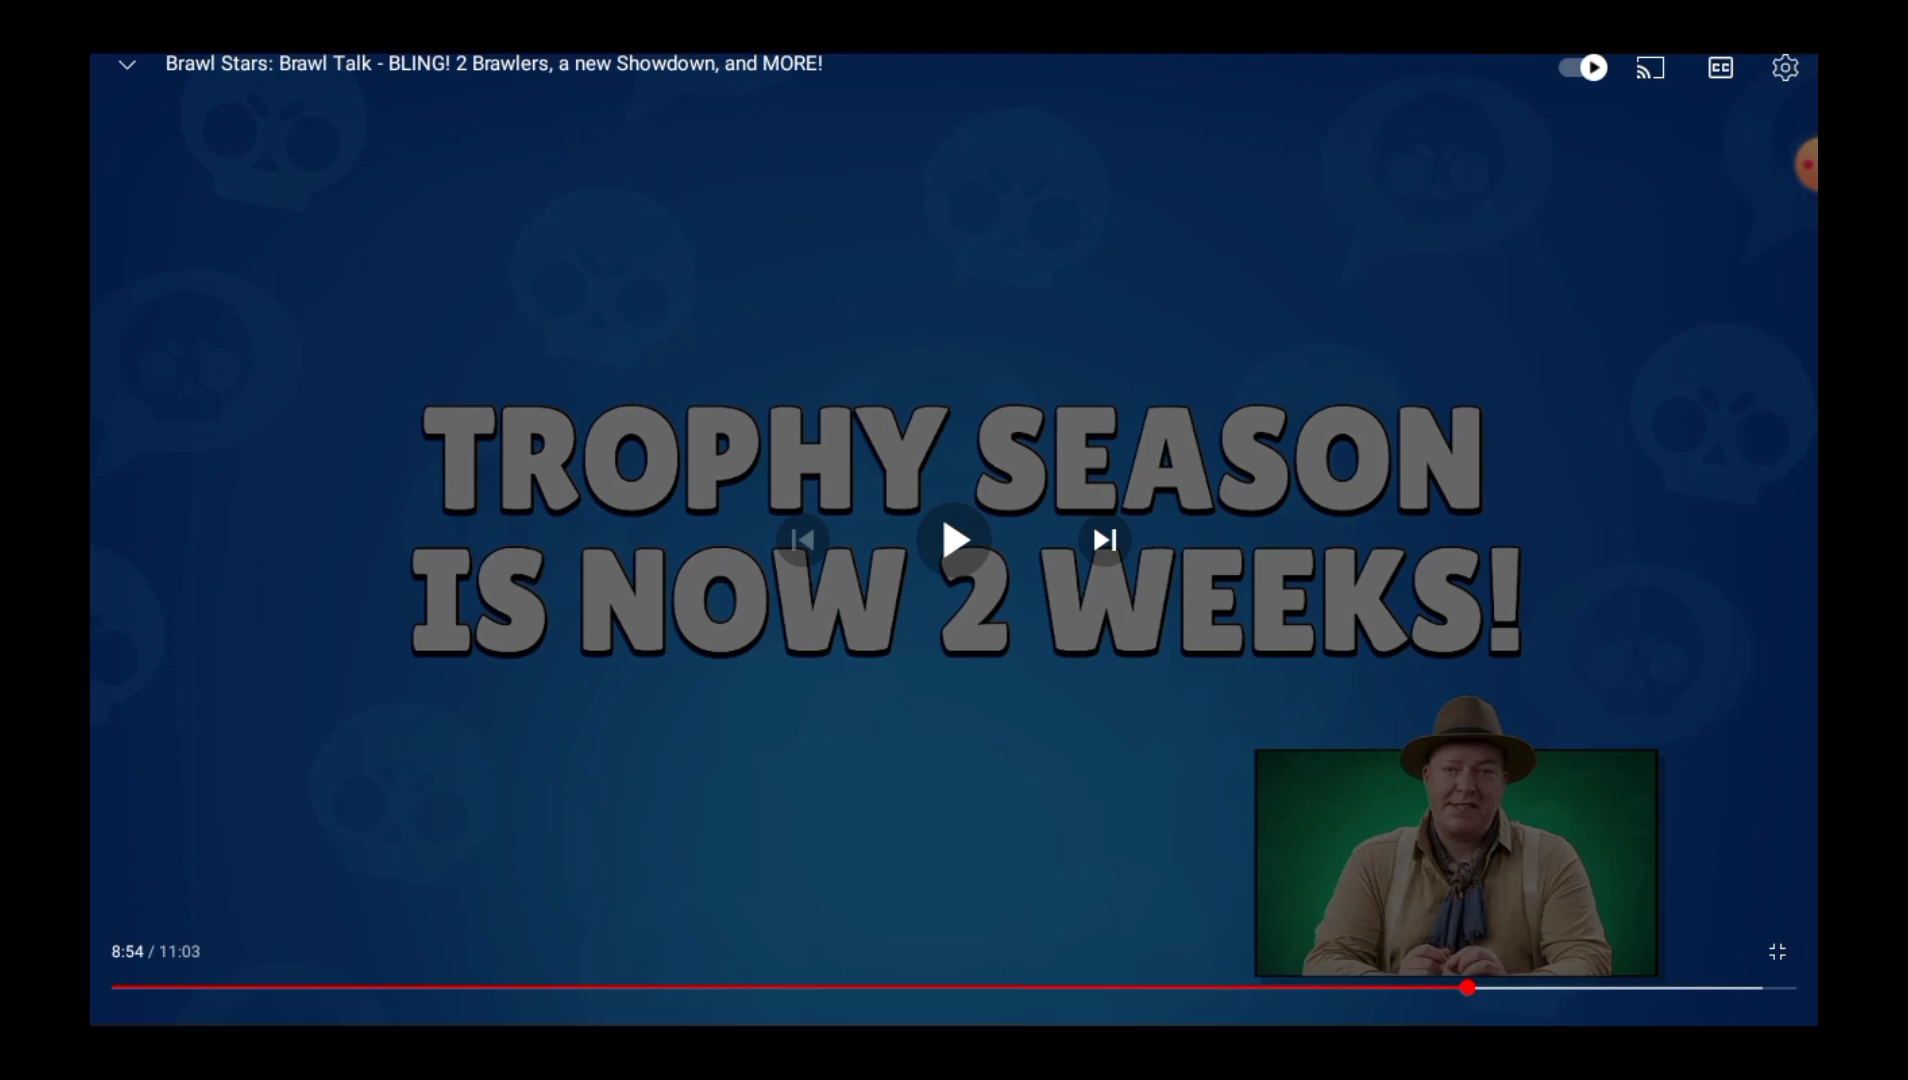 Brawl Stars: Brawl Talk - BLING! 2 Brawlers, a new Showdown, and MORE!
CC
TROPHY SEASON
IS NOW 2 WEEKS!
8:54 / 11:03